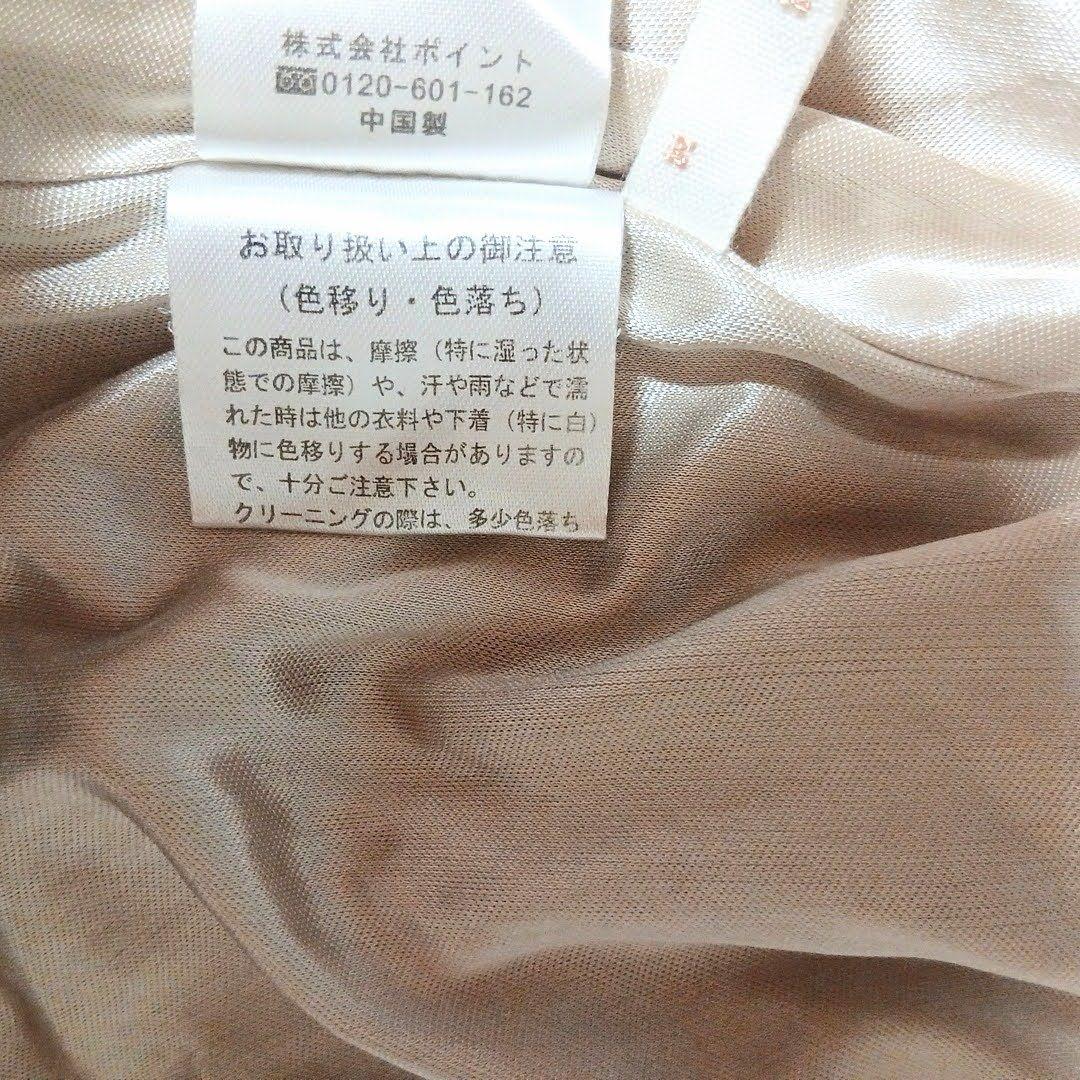 株式会社ポイント
0120-601-162
中国製
お取り扱い上の御注意
(色移り・色落ち)
この商品は、摩擦(特に湿った状
態での摩擦)や、汗や雨などで濡
れた時は他の衣料や下着(特に白)
物に色移りする場合がありますの
で、十分ご注意下さい。
クリーニングの際は、多少色落ち